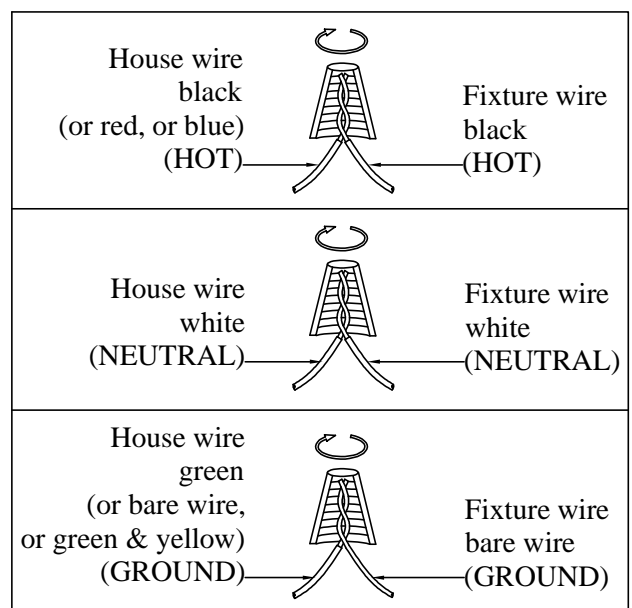 House wire
black
(or red, or blue)
(HOT)
Fixture wire
black
(HOT)
House wire
white
(NEUTRAL)
Fixture wire
white
(NEUTRAL)
House wire
green
(or bare wire,
or green & yellow)
(GROUND)
Fixture wire
bare wire
(GROUND)